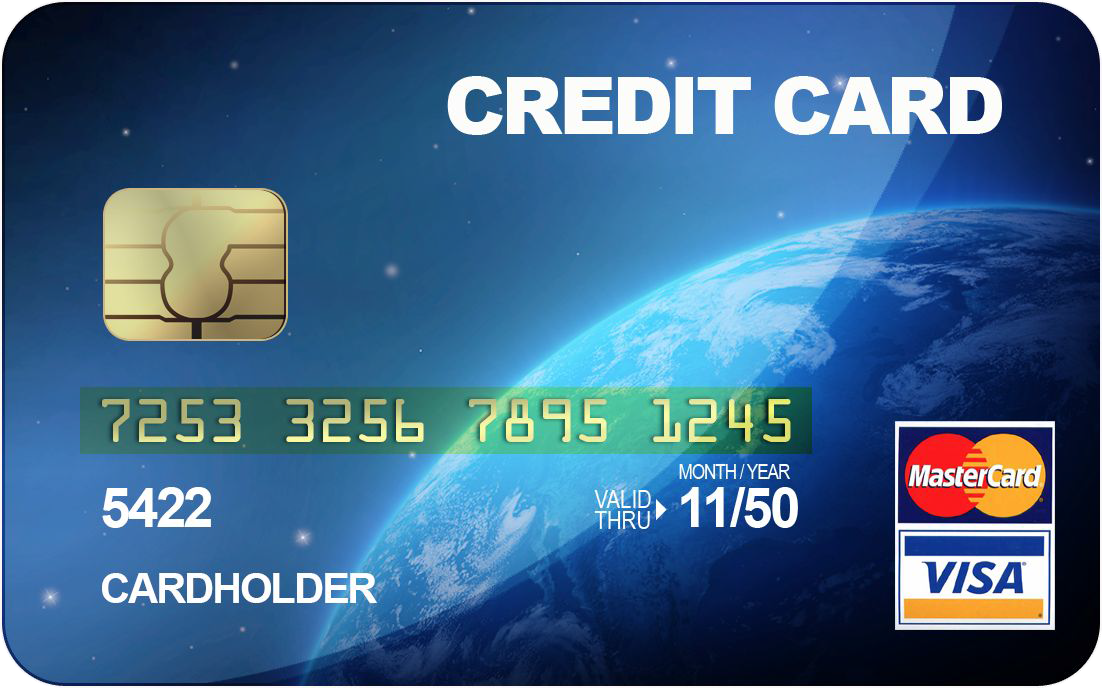 CREDIT CARD
7253 3256 7895 1245
MONTH / YEAR
5422
VALID THRU 11/50
CARDHOLDER
MasterCard
VISA